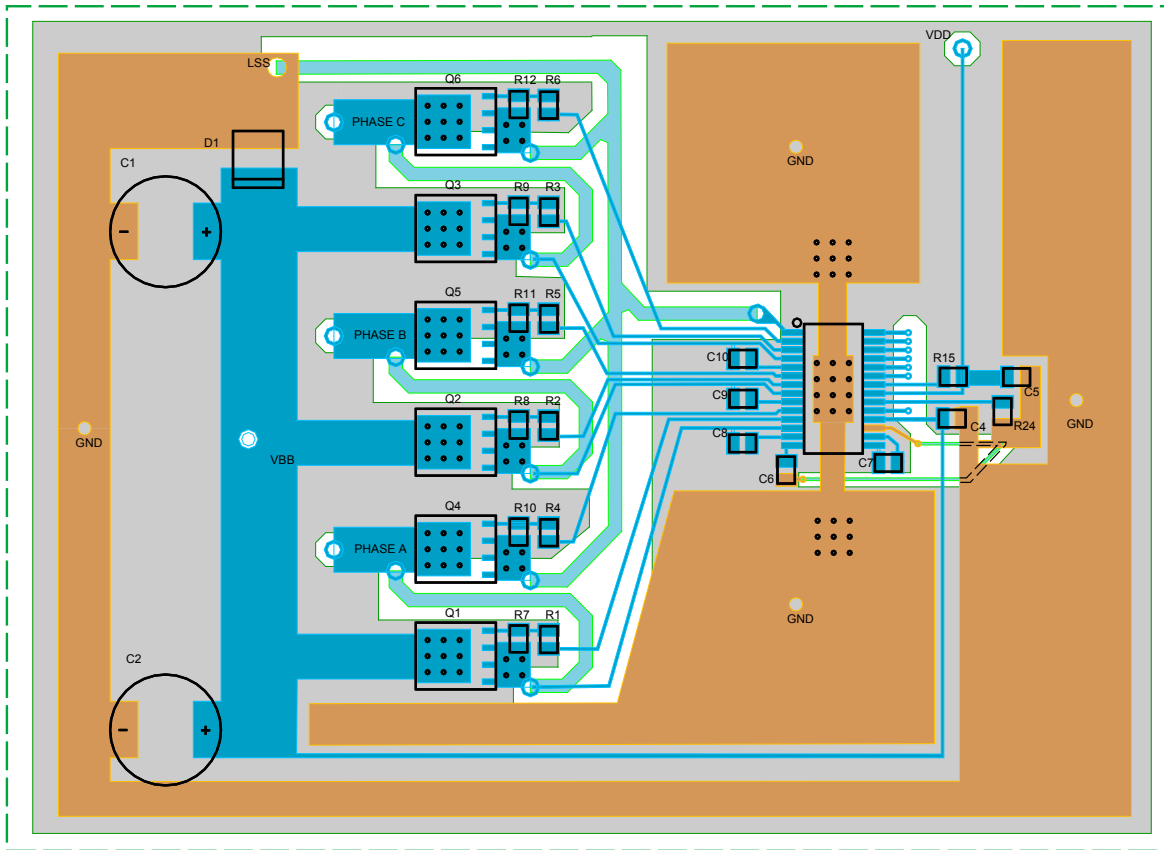 VDD
LSS
Q6
R12 R6
PHASE C
D1
C1
GND
Q3
R9 R3
- +
Q5
R11 R5
PHASE B
C10
R15
C5
Q2
R8 R2
C9
C4
R24
GND
GND
VBB
C8
C7
C6
Q4
R10 R4
PHASE A
Q1
R7 R1
GND
C2
- +